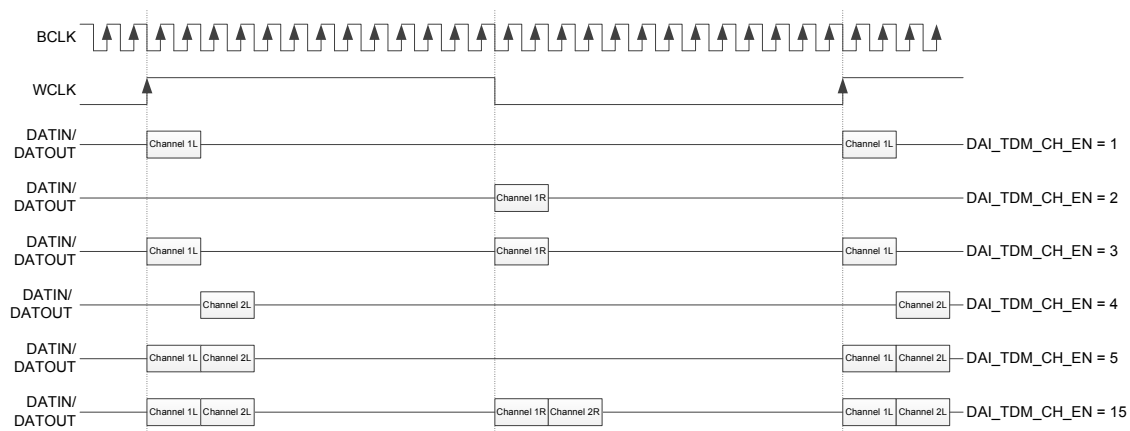 BCLK
WCLK
DATIN/
DATOUT
Channel 1L
Channel 1L
DAI_TDM_CH_EN = 1
DATIN/
DATOUT
Channel 1R
DAI_TDM_CH_EN = 2
DATIN/
DATOUT
Channel 1L
Channel 1R
Channel 1L
DAI_TDM_CH_EN = 3
DATIN/
DATOUT
Channel 2L
Channel 2L
DAI_TDM_CH_EN = 4
DATIN/
DATOUT
Channel 1L
Channel 2L
Channel 1L
Channel 2L
DAI_TDM_CH_EN = 5
DATIN/
DATOUT
Channel 1L
Channel 2L
Channel 1R
Channel 2R
Channel 1L
Channel 2L
DAI_TDM_CH_EN = 15